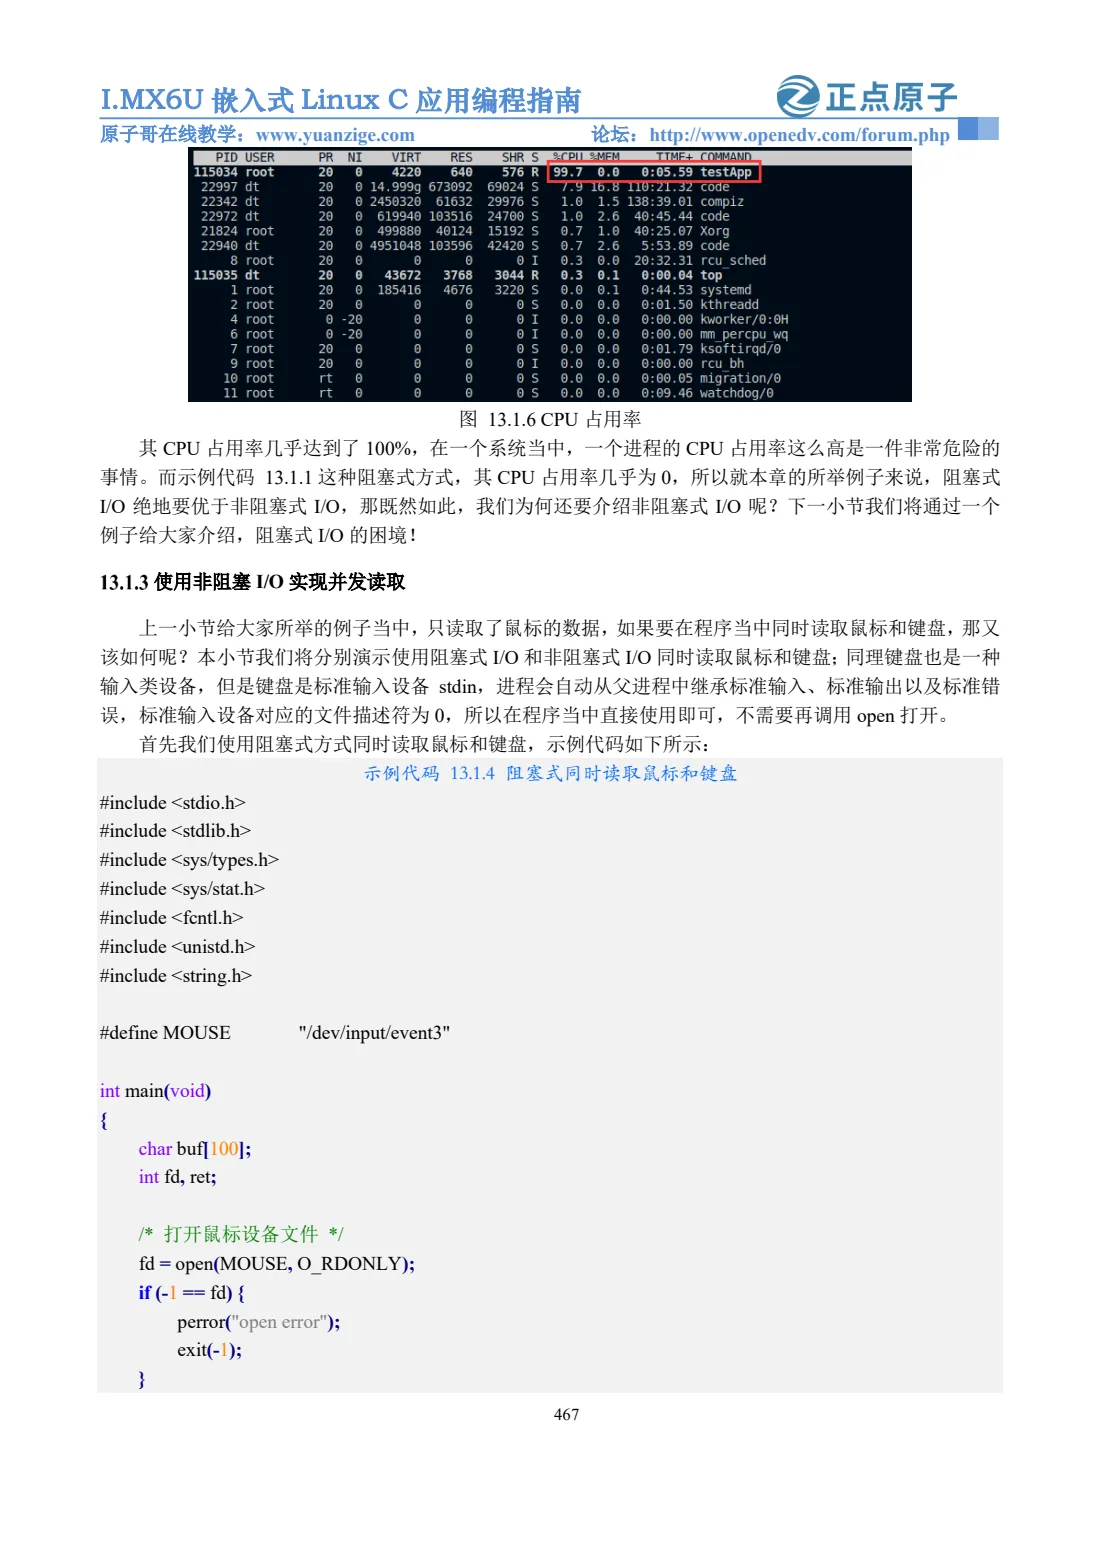 I.MX6U 嵌入式 Linux C 应用编程指南
正点原子
原子哥在线教学：www.yuanzige.com 论坛：http://www.openedv.com/forum.php
PID USER PR NI VIRT RES SHR S %CPU %MEM TIME+ COMMAND
115034 root 20 0 4220 640 576 R 99.7 0.0 0:05.59 testApp
22997 dt 20 0 14.999g 673092 69024 S 7.9 16.8 110:21.32 code
22342 dt 20 0 2450320 61632 29976 S 1.0 1.5 138:39.01 compiz
22972 dt 20 0 619940 103516 24700 S 1.0 2.6 40:45.44 code
21824 root 20 0 499880 40124 15192 S 0.7 1.0 40:25.07 Xorg
22940 dt 20 0 4951048 103596 42420 S 0.7 2.6 5:53.89 code
8 root 20 0 0 0 0 I 0.3 0.0 20:32.31 rcu_sched
115035 dt 20 0 43672 3768 3044 R 0.3 0.1 0:00.04 top
1 root 20 0 185416 4676 3220 S 0.0 0.1 0:44.53 systemd
2 root 20 0 0 0 0 S 0.0 0.0 0:01.50 kthreadd
4 root 0 -20 0 0 0 I 0.0 0.0 0:00.00 kworker/0:0H
6 root 0 -20 0 0 0 I 0.0 0.0 0:00.00 mm_percpu_wq
7 root 20 0 0 0 0 S 0.0 0.0 0:01.79 ksoftirqd/0
9 root 20 0 0 0 0 I 0.0 0.0 0:00.00 rcu_bh
10 root rt 0 0 0 0 S 0.0 0.0 0:00.05 migration/0
11 root rt 0 0 0 0 S 0.0 0.0 0:09.46 watchdog/0
图 13.1.6 CPU 占用率
其 CPU 占用率几乎达到了 100%，在一个系统当中，一个进程的 CPU 占用率这么高是一件非常危险的
事情。而示例代码 13.1.1 这种阻塞式方式，其 CPU 占用率几乎为 0，所以就本章的所举例子来说，阻塞式
I/O 绝地要优于非阻塞式 I/O，那既然如此，我们为何还要介绍非阻塞式 I/O 呢？下一小节我们将通过一个
例子给大家介绍，阻塞式 I/O 的困境！
13.1.3 使用非阻塞 I/O 实现并发读取
上一小节给大家所举的例子当中，只读取了鼠标的数据，如果要在程序当中同时读取鼠标和键盘，那又
该如何呢？本小节我们将分别演示使用阻塞式 I/O 和非阻塞式 I/O 同时读取鼠标和键盘；同理键盘也是一种
输入类设备，但是键盘是标准输入设备 stdin，进程会自动从父进程中继承标准输入、标准输出以及标准错
误，标准输入设备对应的文件描述符为 0，所以在程序当中直接使用即可，不需要再调用 open 打开。
首先我们使用阻塞式方式同时读取鼠标和键盘，示例代码如下所示：
示例代码 13.1.4 阻塞式同时读取鼠标和键盘
#include <stdio.h>
#include <stdlib.h>
#include <sys/types.h>
#include <sys/stat.h>
#include <fcntl.h>
#include <unistd.h>
#include <string.h>
#define MOUSE "/dev/input/event3"
int main(void)
{
char buf[100];
int fd, ret;
/* 打开鼠标设备文件 */
fd = open(MOUSE, O_RDONLY);
if (-1 == fd) {
perror("open error");
exit(-1);
}
467